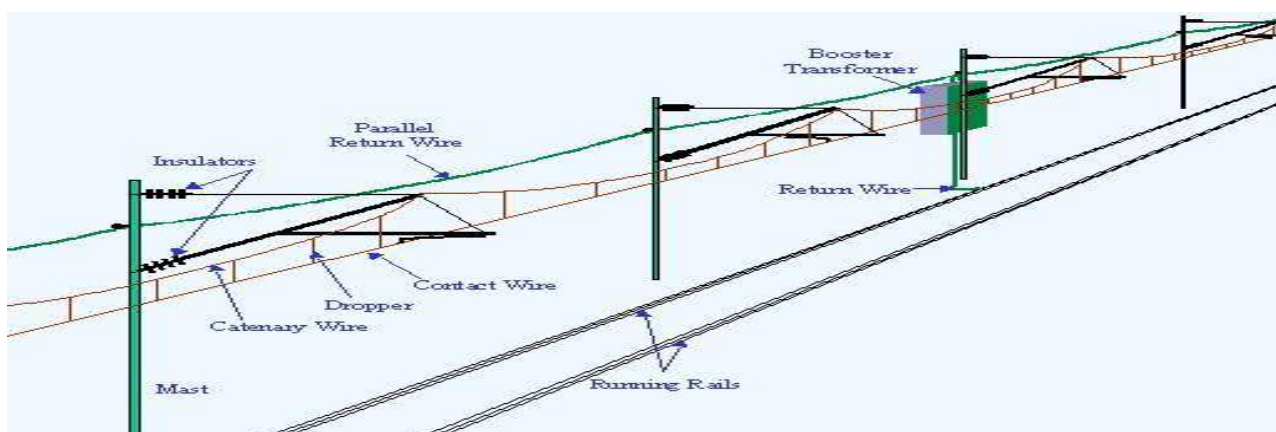 Booster
Transformer
Parallel
Return Wire
Insulators
Return Wire
Contact Wire
Dropper
Catenary Wire
Running Rails
Mast